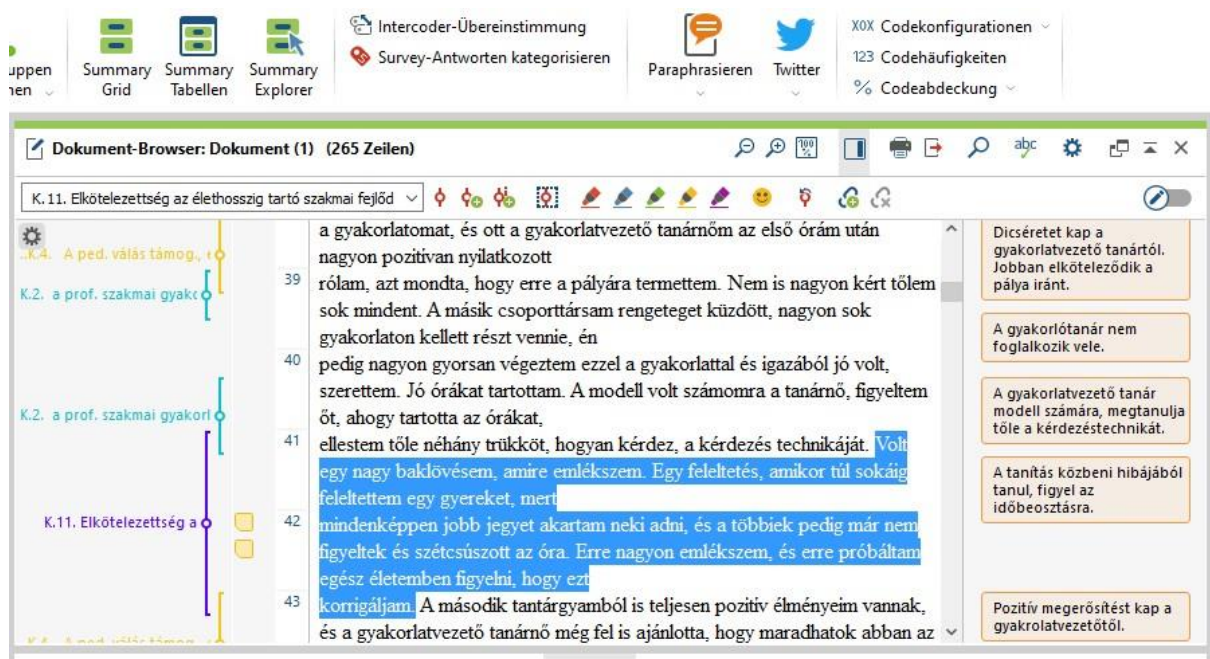 uppen
nen
Summary
Grid
Summary
Tabellen
Summary
Explorer
Intercoder-Übereinstimmung
Survey-Antworten kategorisieren
Paraphrasieren
Twitter
XOX Codekonfigurationen
123 Codehäufigkeiten
% Codeabdeckung
Dokument-Browser: Dokument (1) (265 Zeilen)
100
%
abc
K.11. Elkötelezettség az élethosszig tartó szakmai fejlőd
..K.4. A ped. válás támog., 
K.2. a prof. szakmai gyako
K.2. a prof. szakmai gyakorl
K.11. Elkötelezettség a
K.4. A ped. válás támog.,
a gyakorlatomat, és ott a gyakorlatvezető tanárnőm az első órám után
nagyon pozitívan nyilatkozott
39 rólam, azt mondta, hogy erre a pályára termettem. Nem is nagyon kért tőlem
sok mindent. A másik csoporttársam rengeteget küzdött, nagyon sok
gyakorlaton kellett részt vennie, én
40 pedig nagyon gyorsan végeztem ezzel a gyakorlattal és igazából jó volt,
szerettem. Jó órákat tartottam. A modell volt számomra a tanárnő, figyeltem
őt, ahogy tartotta az órákat,
41 ellestem tőle néhány trükköt, hogyan kérdez, a kérdezés technikáját. Volt
egy nagy baklövésem, amire emlékszem. Egy feleltetés, amikor túl sokáig
feleltettem egy gyereket, mert
42 mindenképpen jobb jegyet akartam neki adni, és a többiek pedig már nem
figyeltek és szétcsúszott az óra. Erre nagyon emlékszem, és erre próbáltam
egész életemben figyelni, hogy ezt
43 korrigáljam. A második tantárgyamból is teljesen pozitív élményeim vannak,
és a gyakorlatvezető tanárnő még fel is ajánlotta, hogy maradhatok abban az
Dicséretet kap a
gyakorlatvezető tanártól.
Jobban elköteleződik a
pálya iránt.
A gyakorlótanár nem
foglalkozik vele.
A gyakorlatvezető tanár
modell számára, megtanulja
tőle a kérdezéstechnikát.
A tanítás közbeni hibájából
tanul, figyel az
időbeosztásra.
Pozitív megerősítést kap a
gyakrolatvezetőtől.